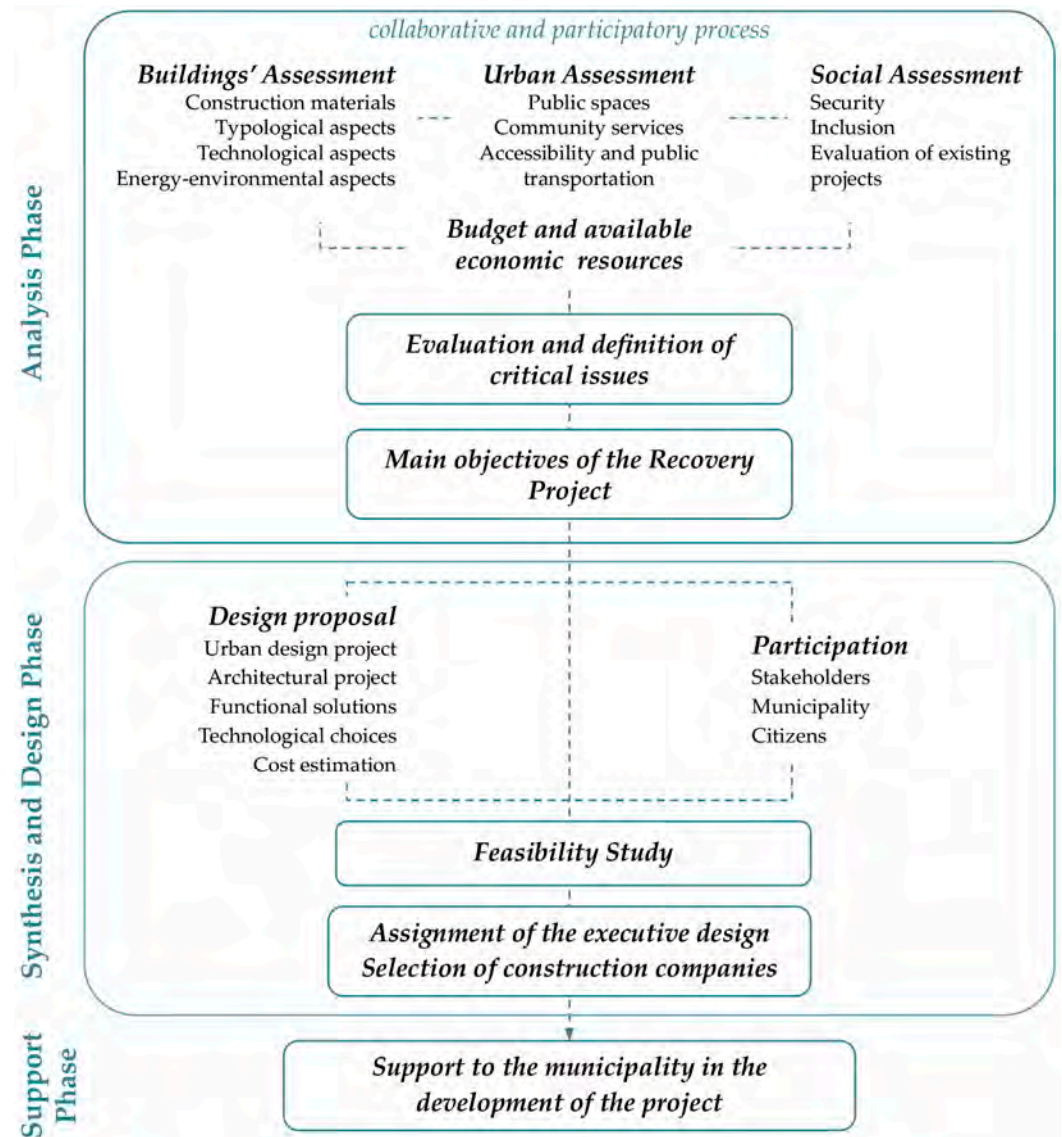 collaborative and participatory process
Buildings' Assessment
Construction materials
Typological aspects
Technological aspects
Energy-environmental aspects
Urban Assessment
Public spaces
Community services
Accessibility and public
transportation
Social Assessment
Security
Inclusion
Evaluation of existing
projects
Budget and available
economic resources
Evaluation and definition of
critical issues
Main objectives of the Recovery
Project
Analysis Phase
Design proposal
Urban design project
Architectural project
Functional solutions
Technological choices
Cost estimation
Participation
Stakeholders
Municipality
Citizens
Feasibility Study
Assignment of the executive design
Selection of construction companies
Synthesis and Design Phase
Support to the municipality in the
development of the project
Support
Phase